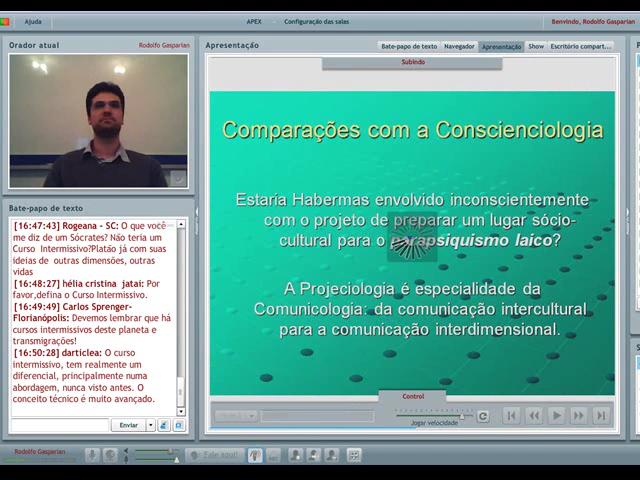 Ajuda
APEX - Configuração das salas
Benvindo, Rodolfo Gasparian
Orador atual
Rodolfo Gasparian
Apresentação
Bate-papo de texto
Navegador
Apresentação
Show
Escritório compart...
Subindo
Comparações com a Conscienciologia
Estaria Habermas envolvido inconscientemente
com o projeto de preparar um lugar sócio-
cultural para o parapsiquismo laico?
A Projeciologia é especialidade da
Comunicologia: da comunicação intercultural
para a comunicação interdimensional.
Bate-papo de texto
[16:47:43] Rogeana - SC: O que você
me diz de um Sócrates? Não teria um
Curso Intermissivo?Platão já com suas
ideias de outras dimensões, outras
vidas
[16:48:27] hélia cristina jatai: Por
favor,defina o Curso Intermissivo.
[16:49:49] Carlos Sprenger-
Florianópolis: Devemos lembrar que há
cursos intermissivos deste planeta e
transmigrações!
[16:50:28] darticlea: O curso
intermissivo, tem realmente um
diferencial, principalmente numa
abordagem, nunca visto antes. O
conceito técnico é muito avançado.
Enviar
Control
Jogar velocidade
Rodolfo Gasparian
Fale aqui!